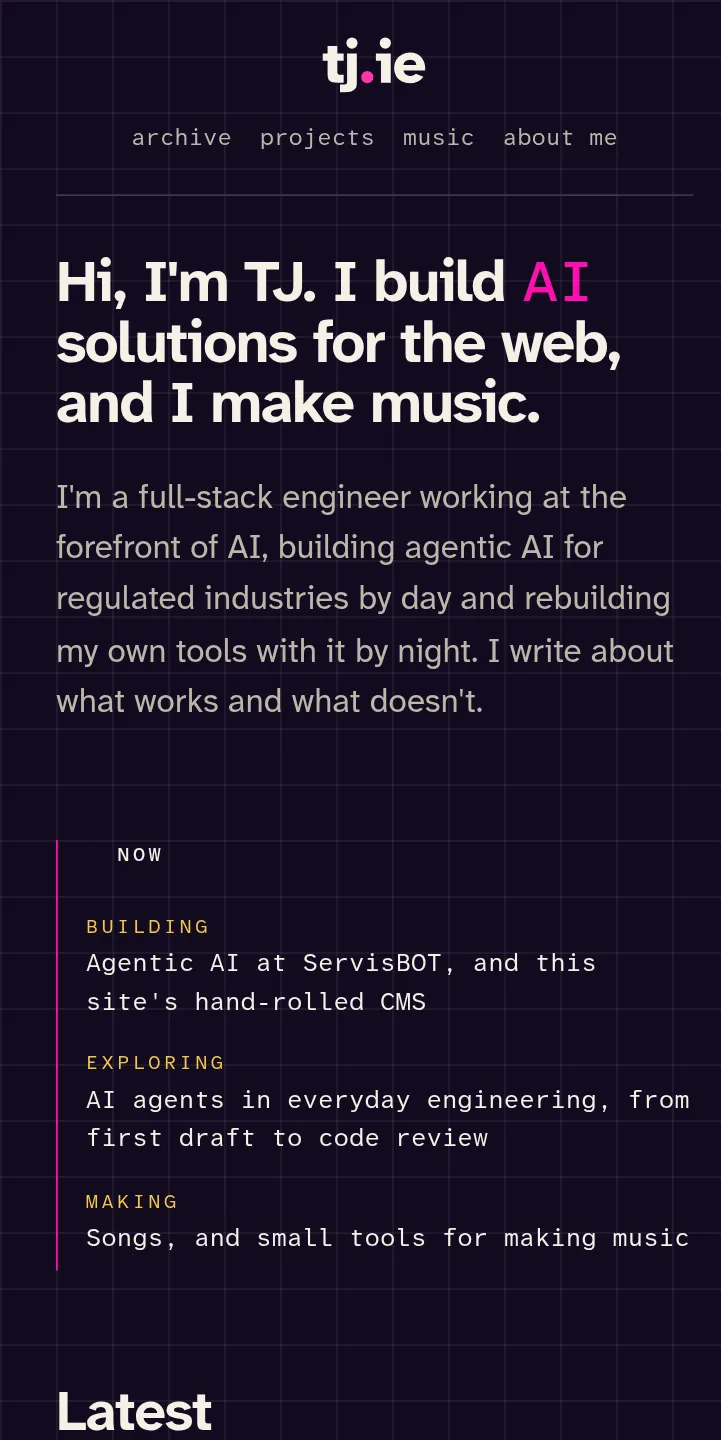 tj.ie
archive projects music about me
Hi, I'm TJ. I build AI
solutions for the web,
and I make music.
I'm a full-stack engineer working at the
forefront of AI, building agentic AI for
regulated industries by day and rebuilding
my own tools with it by night. I write about
what works and what doesn't.
NOW
BUILDING
Agentic AI at ServisBOT, and this
site's hand-rolled CMS
EXPLORING
AI agents in everyday engineering, from
first draft to code review
MAKING
Songs, and small tools for making music
Latest